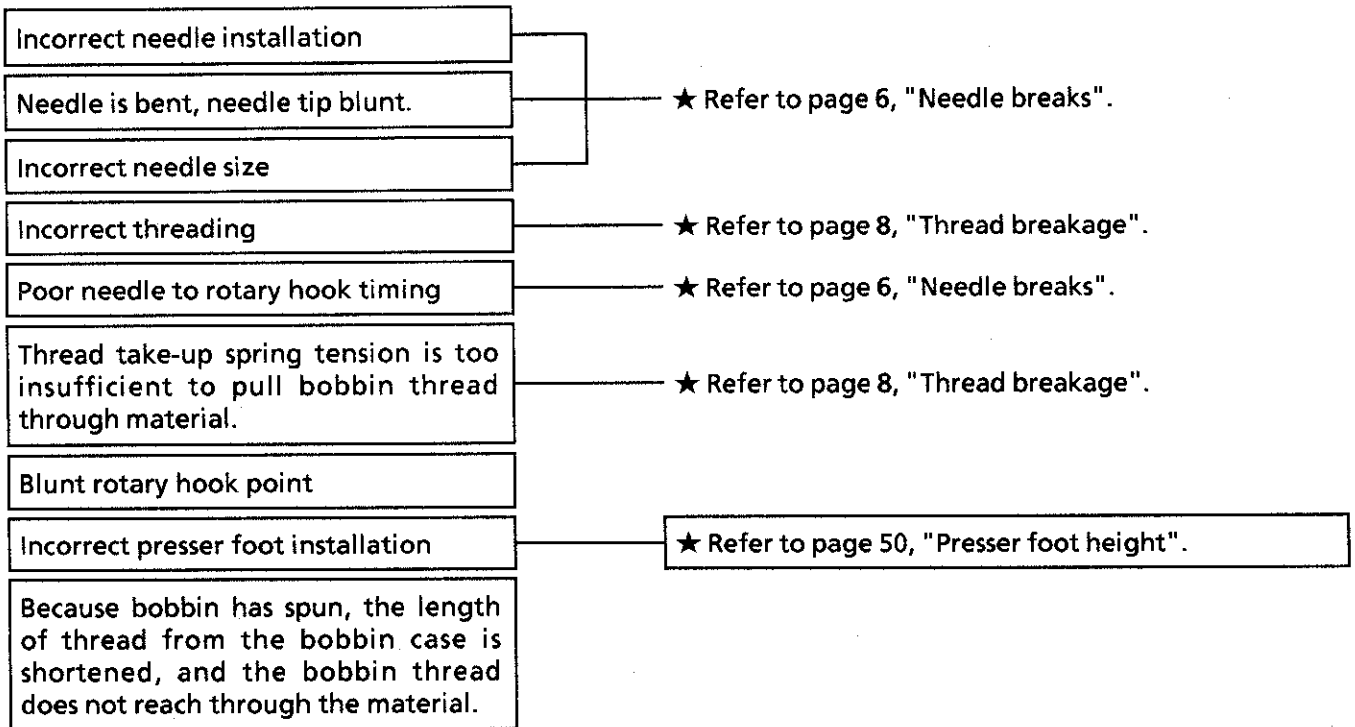 Incorrect needle installation
Needle is bent, needle tip blunt.
★ Refer to page 6, "Needle breaks".
Incorrect needle size
Incorrect threading
★ Refer to page 8, "Thread breakage".
Poor needle to rotary hook timing
★ Refer to page 6, "Needle breaks".
Thread take-up spring tension is too
insufficient to pull bobbin thread
through material.
★ Refer to page 8, "Thread breakage".
Blunt rotary hook point
Incorrect presser foot installation
★ Refer to page 50, "Presser foot height".
Because bobbin has spun, the length
of thread from the bobbin case is
shortened, and the bobbin thread
does not reach through the material.